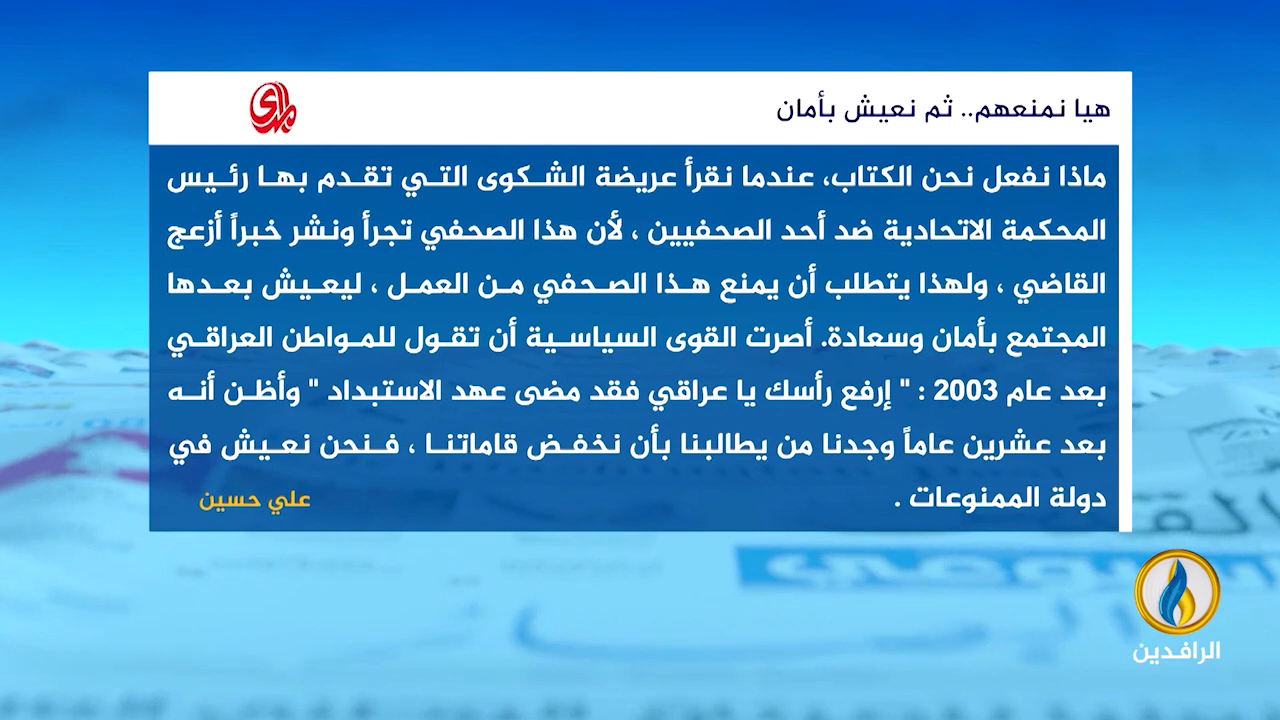 هيا نمنعهم.. ثم نعيش بأمان
المدى
ماذا نفعل نحن الكتاب، عندما نقرأ عريضة الشكوى التي تقدم بها رئيس
المحكمة الاتحادية ضد أحد الصحفيين ، لأن هذا الصحفي تجرأ ونشر خبراً أزعج
القاضي ، ولهذا يتطلب أن يمنع هذا الصحفي من العمل ، ليعيش بعدها
المجتمع بأمان وسعادة. أصرت القوى السياسية أن تقول للمواطن العراقي
بعد عام 2003 : " إرفع رأسك يا عراقي فقد مضى عهد الاستبداد " وأظن أنه
بعد عشرين عاماً وجدنا من يطالبنا بأن نخفض قاماتنا ، فنحن نعيش في
دولة الممنوعات .
علي حسين
الرافدين